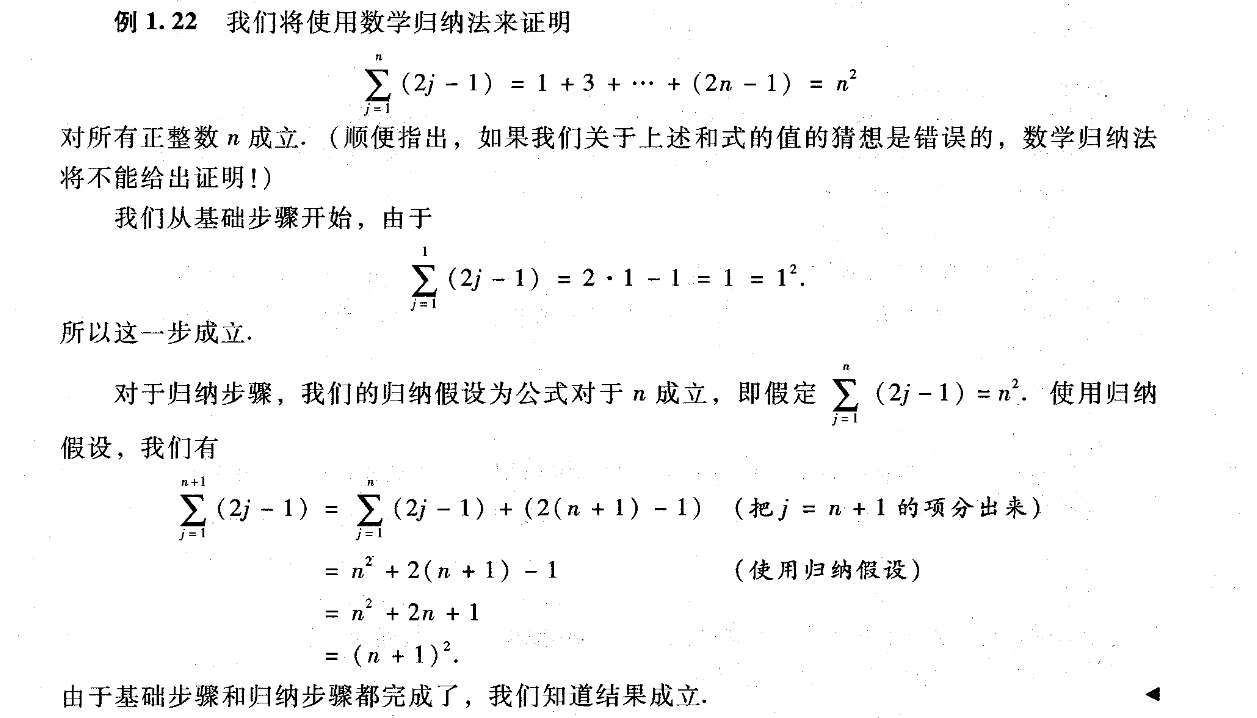 例 1.22 我们将使用数学归纳法来证明
$$\sum_{j=1}^{n} (2j - 1) = 1 + 3 + \cdots + (2n - 1) = n^2$$
对所有正整数 n 成立. (顺便指出，如果我们关于上述和式的值的猜想是错误的，数学归纳法
将不能给出证明!)
我们从基础步骤开始，由于
$$\sum_{j=1}^{1} (2j - 1) = 2 \cdot 1 - 1 = 1 = 1^2.$$
所以这一步成立.
对于归纳步骤，我们的归纳假设为公式对于 n 成立，即假定 $\sum_{j=1}^{n} (2j - 1) = n^2$. 使用归纳
假设，我们有
$$\sum_{j=1}^{n+1} (2j - 1) = \sum_{j=1}^{n} (2j - 1) + (2(n + 1) - 1)$$ (把 j = n + 1 的项分出来)
$$= n^2 + 2(n + 1) - 1$$ (使用归纳假设)
$$= n^2 + 2n + 1$$
$$= (n + 1)^2.$$
由于基础步骤和归纳步骤都完成了，我们知道结果成立. ◄